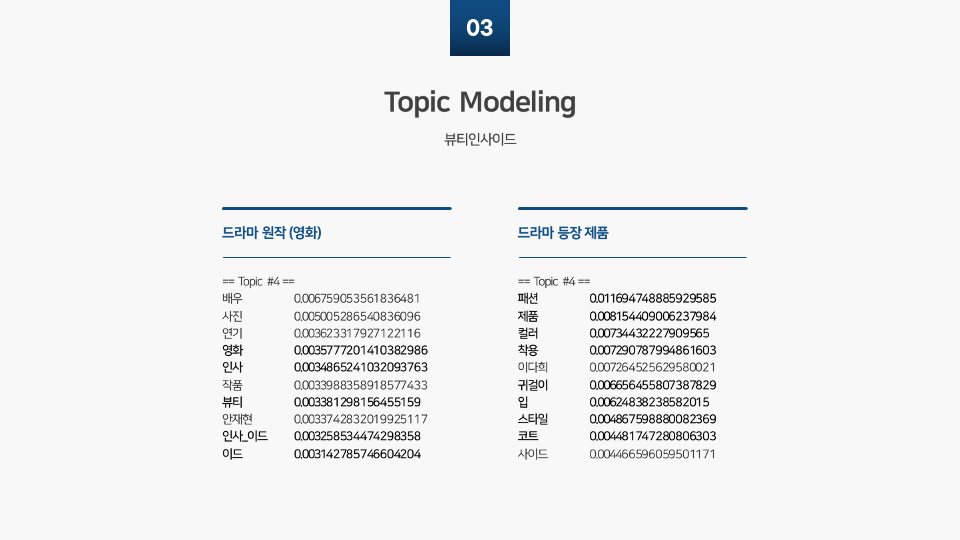 03
Topic Modeling
뷰티인사이드
드라마 원작 (영화)
== Topic #4 ==
배우 0.006759053561836481
사진 0.005005286540836096
연기 0.003623317927122116
영화 0.0035777201410382986
인사 0.0034865241032093763
작품 0.0033988358918577433
뷰티 0.003381298156455159
안재현 0.0033742832019925117
인사_이드 0.003258534474298358
이드 0.003142785746604204
드라마 등장 제품
== Topic #4 ==
패션 0.011694748885929585
제품 0.008154409006237984
컬러 0.00734432227909565
착용 0.007290787994861603
이다희 0.007264525629580021
귀걸이 0.006656455807387829
입 0.00624838238582015
스타일 0.004867598880082369
코트 0.004481747280806303
사이드 0.004466596059501171